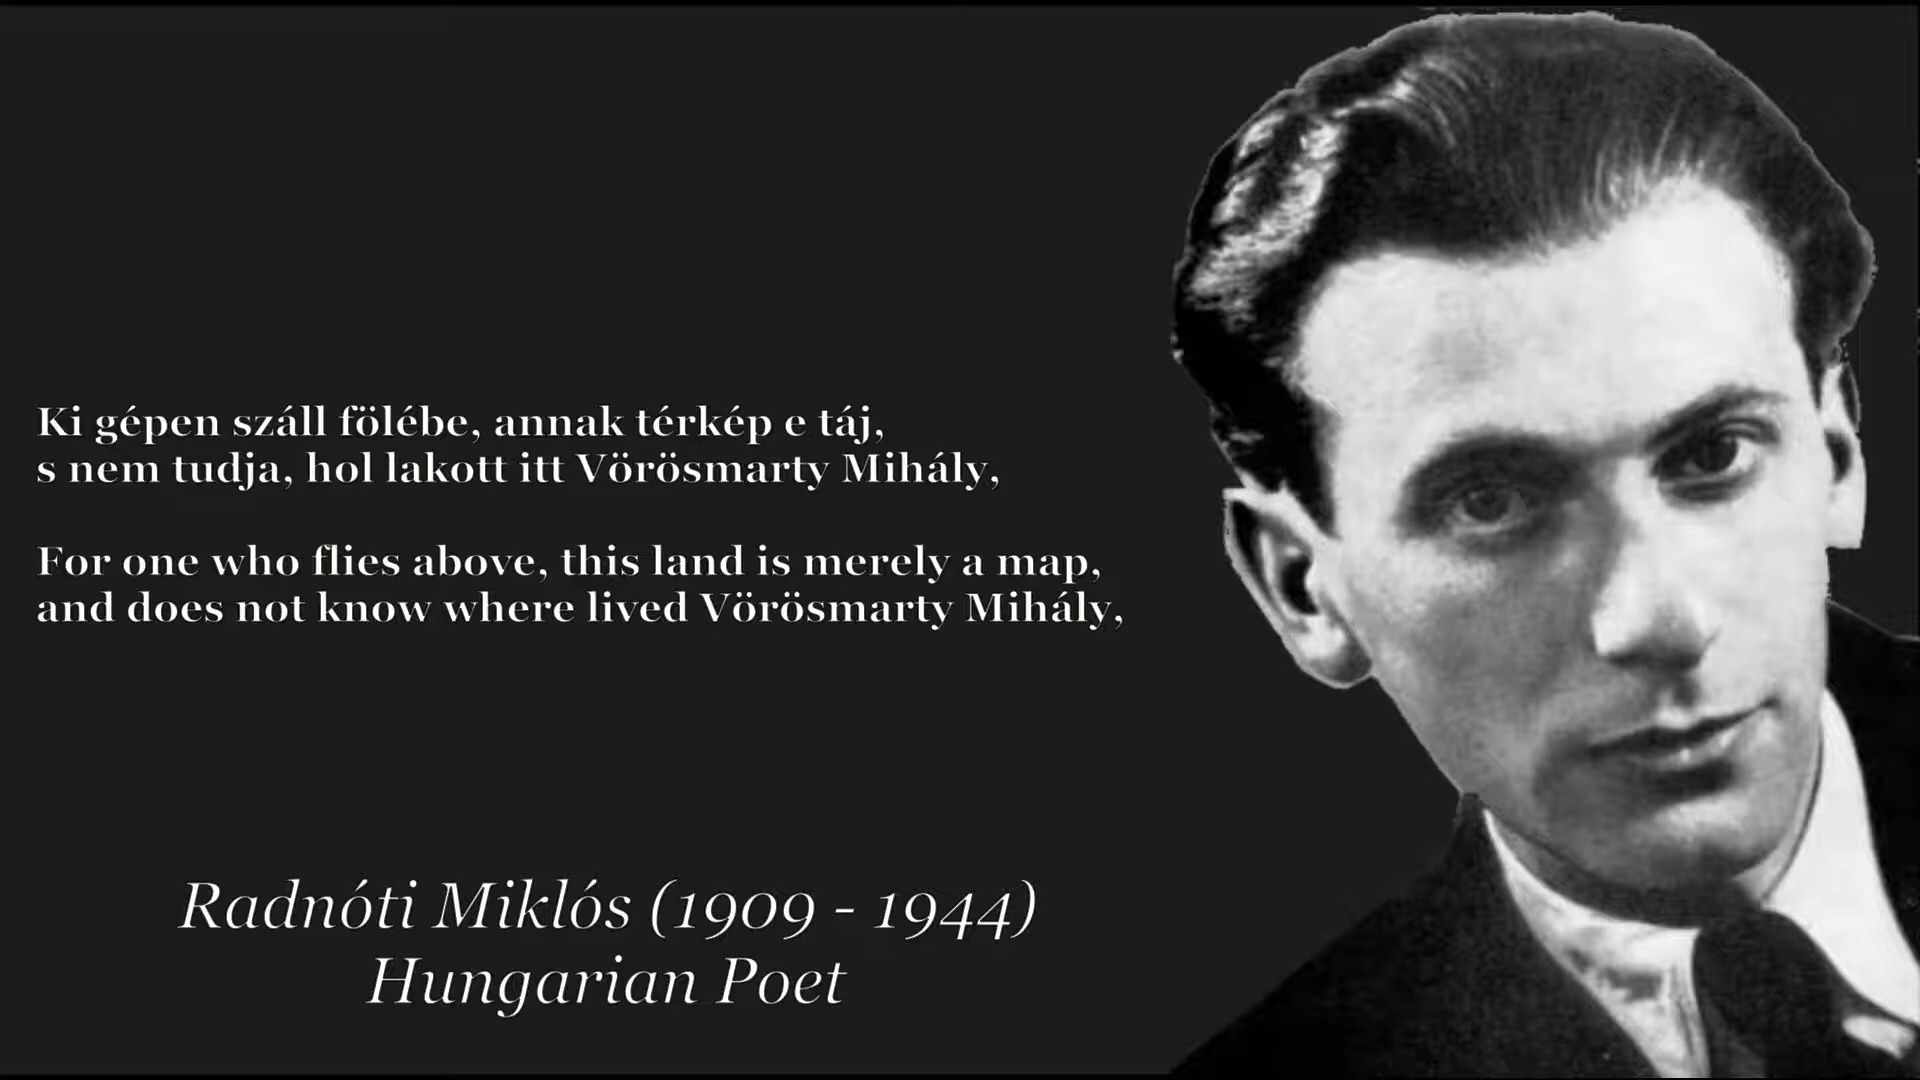 Ki gépen száll fölébe, annak térkép e táj,
s nem tudja, hol lakott itt Vörösmarty Mihály,
For one who flies above, this land is merely a map,
and does not know where lived Vörösmarty Mihály,
Radnóti Miklós (1909 - 1944)
Hungarian Poet